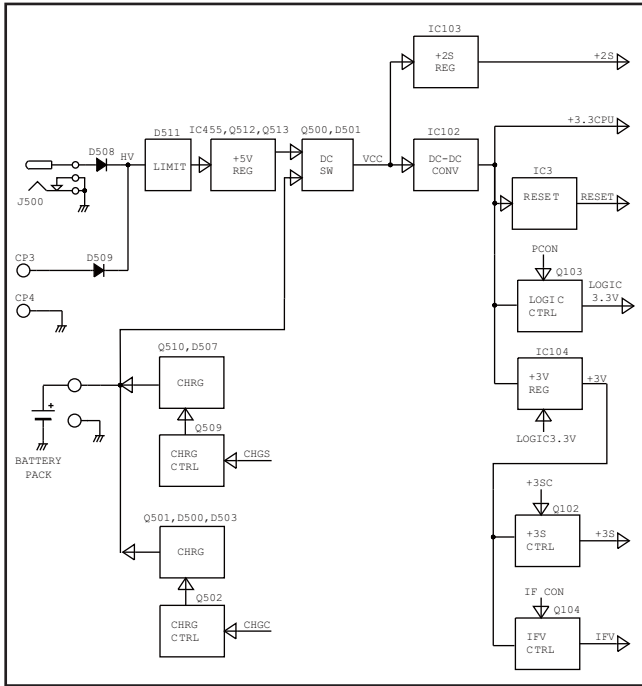 IC103
+2S
REG
+2S
D508
HV
D511
LIMIT
IC455,Q512,Q513
+5V
REG
Q500,D501
DC
SW
VCC
IC102
DC-DC
CONV
+3.3CPU
J500
IC3
RESET
RESET
CP3
D509
PCON
Q103
LOGIC
CTRL
LOGIC
3.3V
CP4
Q510,D507
CHRG
IC104
+3V
REG
+3V
LOGIC3.3V
+
BATTERY
PACK
Q509
CHRG
CTRL
CHGS
+3SC
Q102
+3S
CTRL
+3S
Q501,D500,D503
CHRG
Q502
CHRG
CTRL
CHGC
IF CON
Q104
IFV
CTRL
IFV